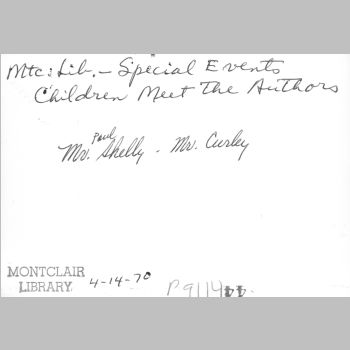 Mtc: Lib. - Special Events
Children Meet The Authors
Paul
Mr. Shelly - Mr. Curley
MONTCLAIR
LIBRARY 4-14-70